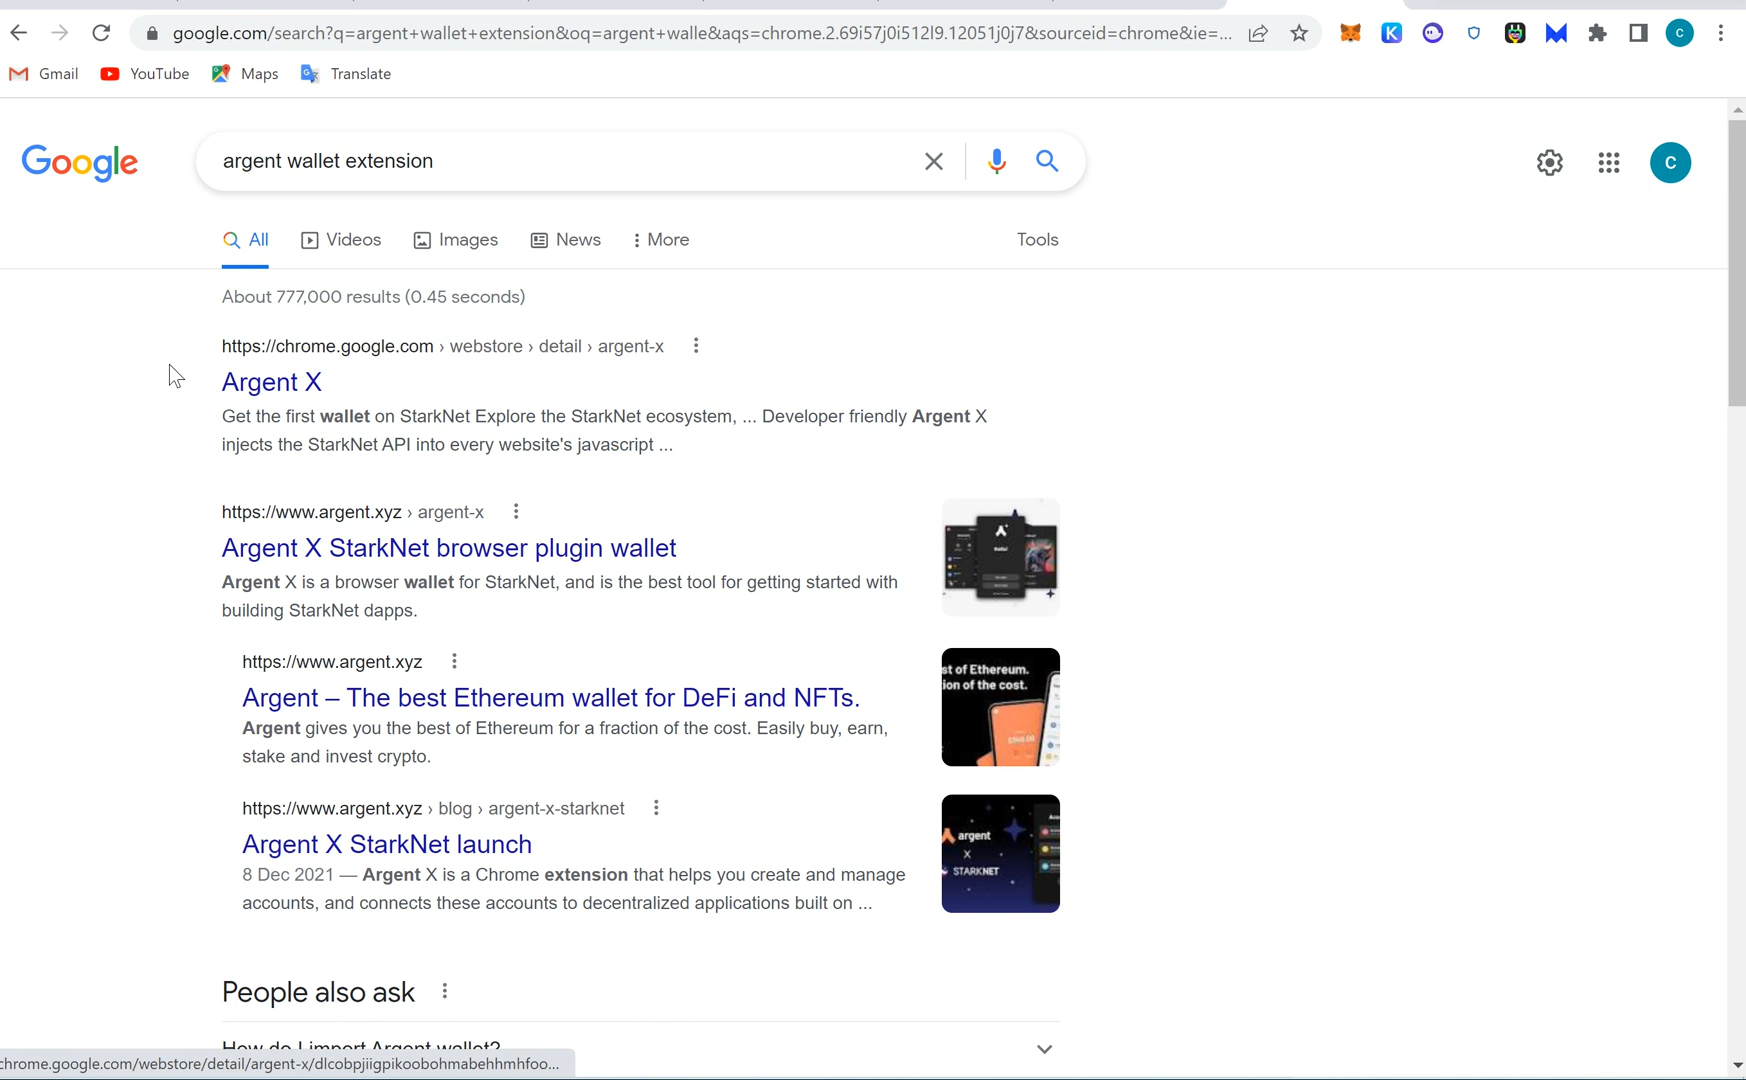 google.com/search?q=argent+wallet+extension&oq=argent+walle&aqs=chrome.2.69i57j0i512l9.12051j0j7&sourceid=chrome&ie=...
C
Gmail YouTube Maps Translate
Google
argent wallet extension
C
All Videos Images News More Tools
About 777,000 results (0.45 seconds)
https://chrome.google.com › webstore › detail › argent-x
Argent X
Get the first wallet on StarkNet Explore the StarkNet ecosystem, ... Developer friendly Argent X
injects the StarkNet API into every website's javascript ...
https://www.argent.xyz › argent-x
Argent X StarkNet browser plugin wallet
Argent X is a browser wallet for StarkNet, and is the best tool for getting started with
building StarkNet dapps.
https://www.argent.xyz
Argent – The best Ethereum wallet for DeFi and NFTs.
Argent gives you the best of Ethereum for a fraction of the cost. Easily buy, earn,
stake and invest crypto.
st of Ethereum.
ion of the cost.
https://www.argent.xyz › blog › argent-x-starknet
Argent X StarkNet launch
8 Dec 2021 — Argent X is a Chrome extension that helps you create and manage
accounts, and connects these accounts to decentralized applications built on ...
argent
X
STARKNET
People also ask
How do I import Argent wallet?
chrome.google.com/webstore/detail/argent-x/dlcobpjiigpikoobohmabehhmhfoo...